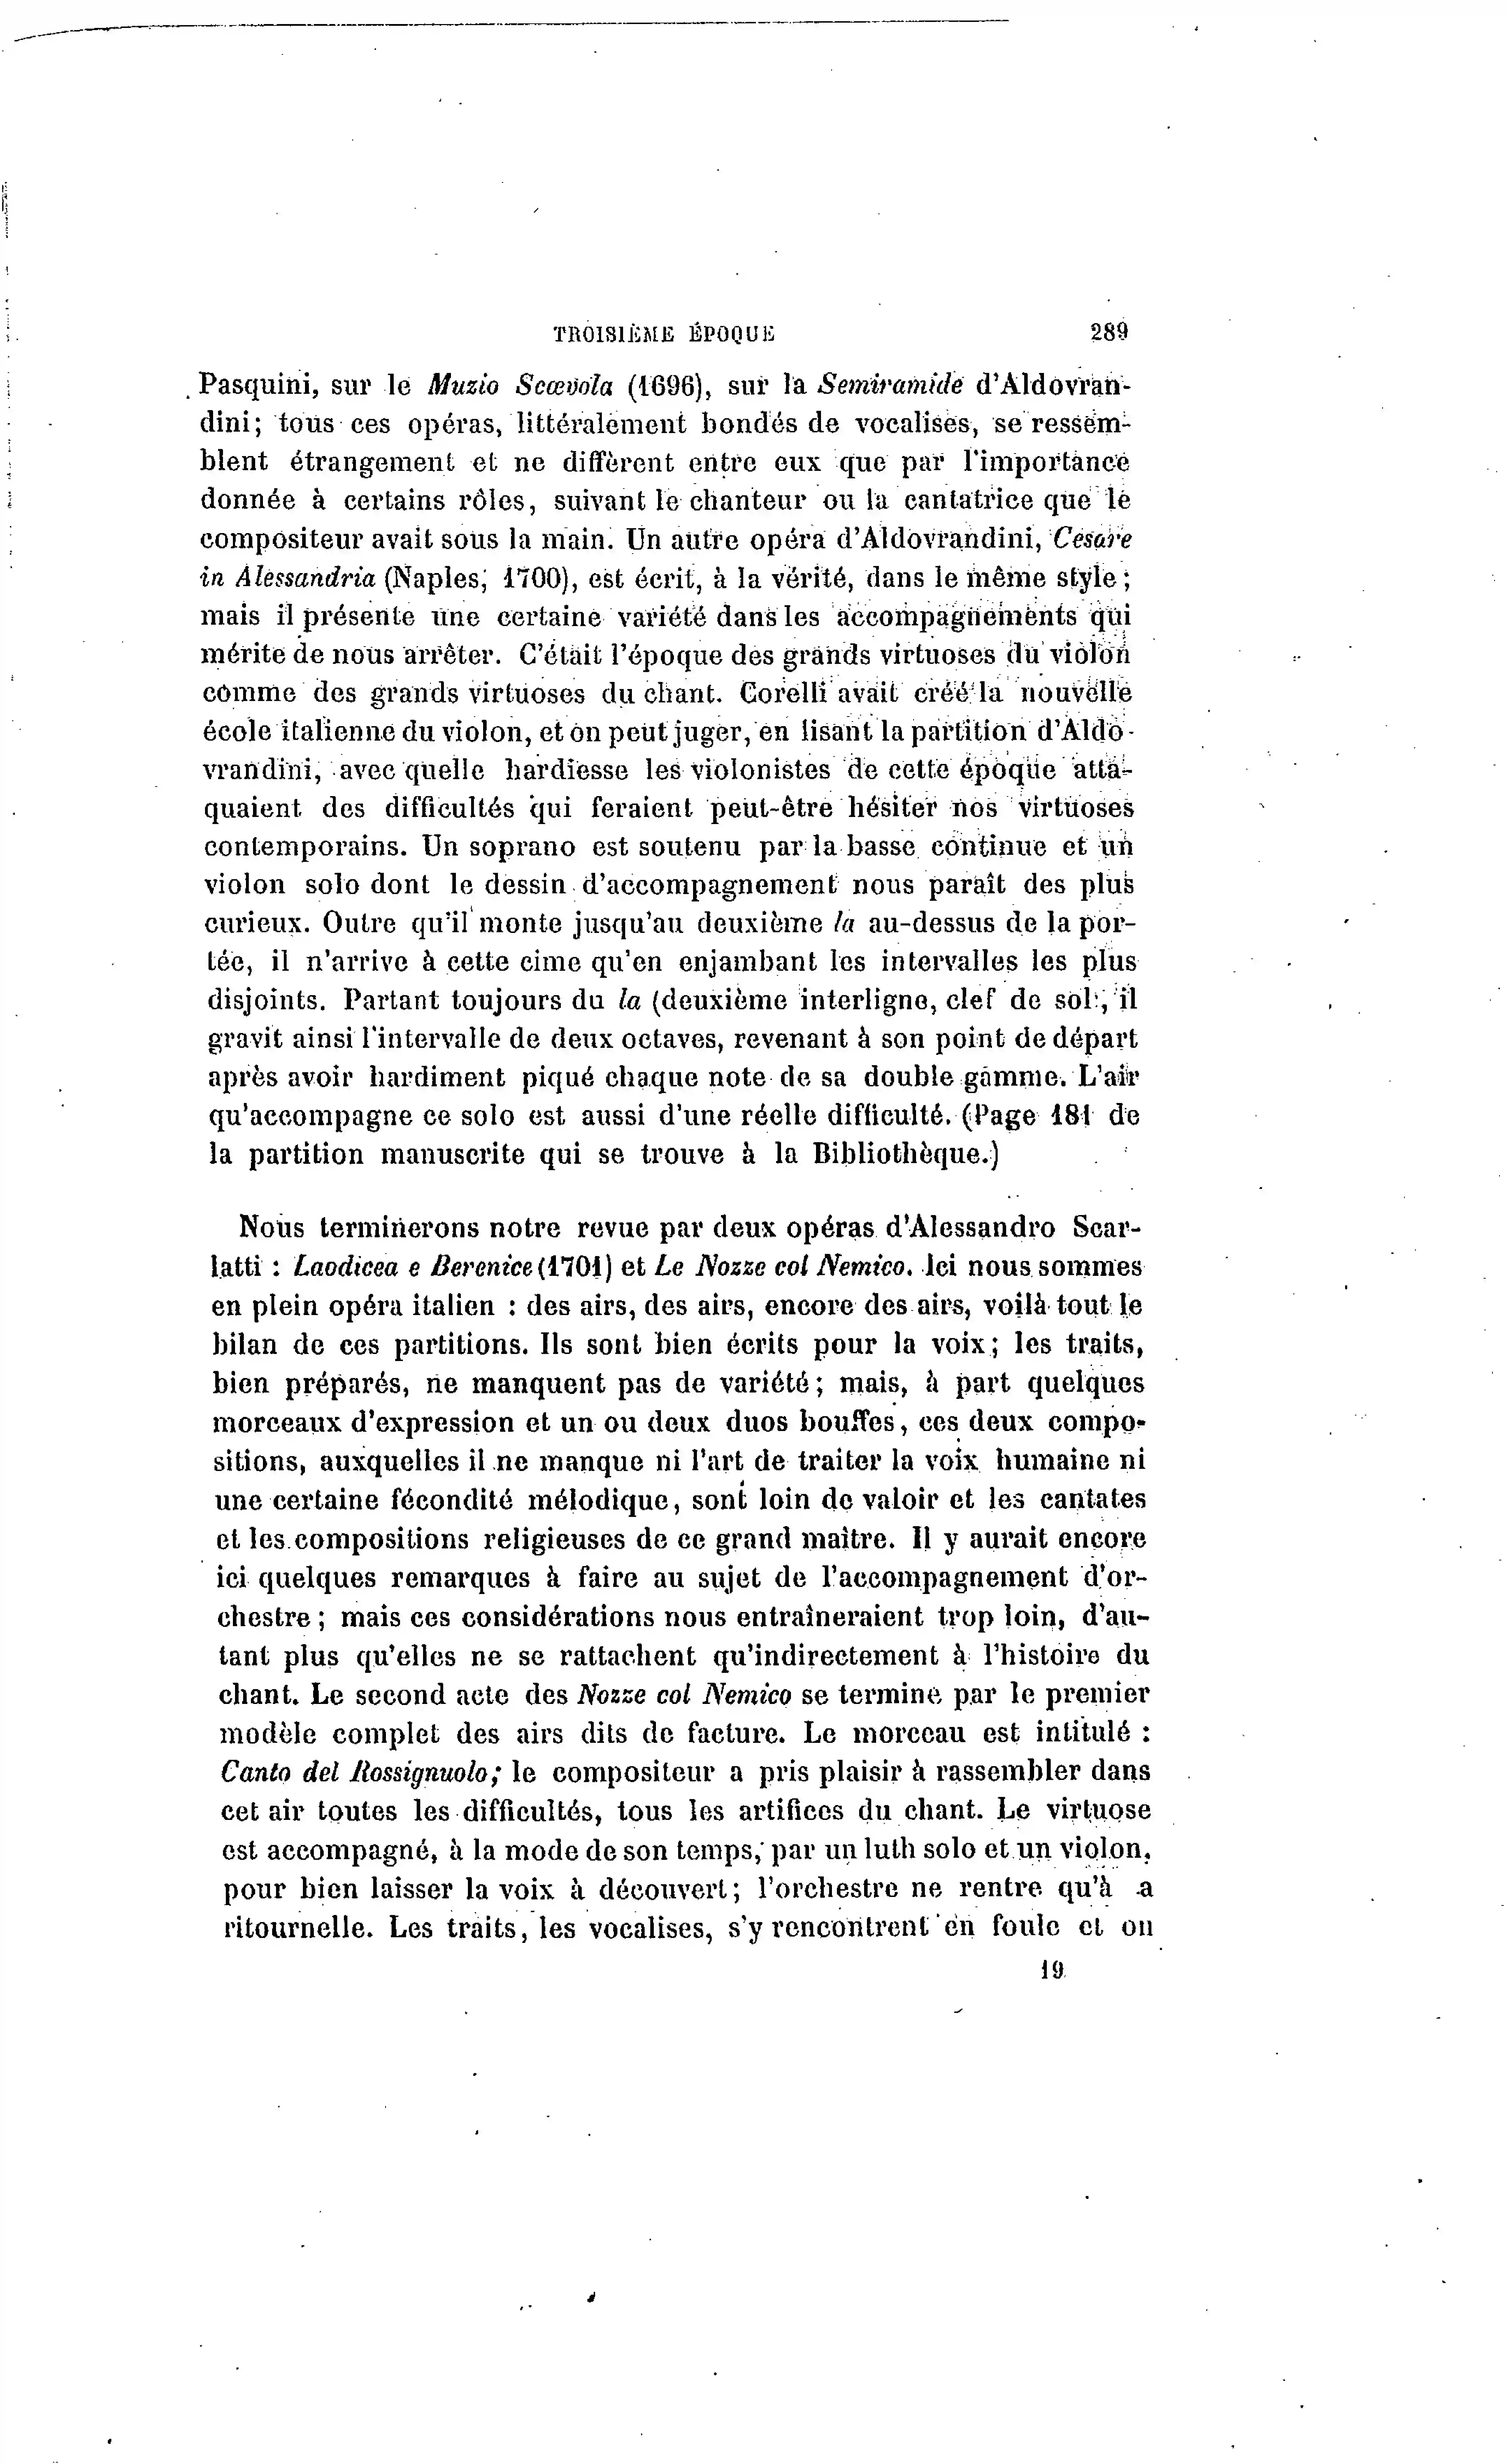 TROISIÈME ÉPOQUE 289
Pasquini, sur le Muzio Scævola (1696), sur la Semiramide d'Aldovran-
dini; tous ces opéras, littéralement bondés de vocalises, se ressem-
blent étrangement et ne diffèrent entre eux que par l'importance
donnée à certains rôles, suivant le chanteur ou la cantatrice que le
compositeur avait sous la main. Un autre opéra d'Aldovrandini, Cesare
in Alessandria (Naples, 1700), est écrit, à la vérité, dans le même style;
mais il présente une certaine variété dans les accompagnements qui
mérite de nous arrêter. C'était l'époque des grands virtuoses du violon
comme des grands virtuoses du chant. Corelli avait créé la nouvelle
école italienne du violon, et on peut juger, en lisant la partition d'Aldo-
vrandini, avec quelle hardiesse les violonistes de cette époque atta-
quaient des difficultés qui feraient peut-être hésiter nos virtuoses
contemporains. Un soprano est soutenu par la basse continue et un
violon solo dont le dessin d'accompagnement nous paraît des plus
curieux. Outre qu'il monte jusqu'au deuxième la au-dessus de la por-
tée, il n'arrive à cette cime qu'en enjambant les intervalles les plus
disjoints. Partant toujours du la (deuxième interligne, clef de sol), il
gravit ainsi l'intervalle de deux octaves, revenant à son point de départ
après avoir hardiment piqué chaque note de sa double gamme. L'air
qu'accompagne ce solo est aussi d'une réelle difficulté. (Page 181 de
la partition manuscrite qui se trouve à la Bibliothèque.)
Nous terminerons notre revue par deux opéras d'Alessandro Scar-
latti : Laodicea e Berenice (1701) et Le Nozze col Nemico. Ici nous sommes
en plein opéra italien : des airs, des airs, encore des airs, voilà tout le
bilan de ces partitions. Ils sont bien écrits pour la voix; les traits,
bien préparés, ne manquent pas de variété; mais, à part quelques
morceaux d'expression et un ou deux duos bouffes, ces deux compo-
sitions, auxquelles il ne manque ni l'art de traiter la voix humaine ni
une certaine fécondité mélodique, sont loin de valoir et les cantates
et les compositions religieuses de ce grand maître. Il y aurait encore
ici quelques remarques à faire au sujet de l'accompagnement d'or-
chestre; mais ces considérations nous entraîneraient trop loin, d'au-
tant plus qu'elles ne se rattachent qu'indirectement à l'histoire du
chant. Le second acte des Nozze col Nemico se termine par le premier
modèle complet des airs dits de facture. Le morceau est intitulé :
Canto del Rossignuolo; le compositeur a pris plaisir à rassembler dans
cet air toutes les difficultés, tous les artifices du chant. Le virtuose
est accompagné, à la mode de son temps, par un luth solo et un violon,
pour bien laisser la voix à découvert; l'orchestre ne rentre qu'à a
ritournelle. Les traits, les vocalises, s'y rencontrent en foule et on
19